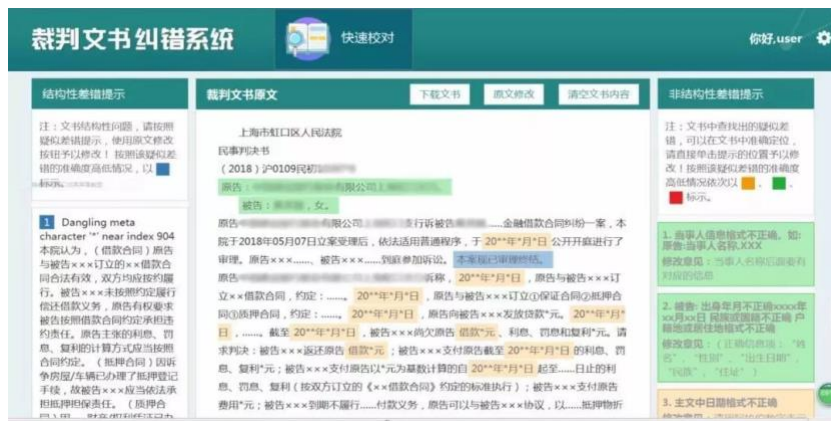 裁判文书纠错系统
快速校对
你好,user
结构性差错提示
注：文书结构性问题，请按照
疑似差错提示，使用原文修改
按钮予以修改！ 按照该疑似差
错的准确度高低情况，以
标示。
1 Dangling meta
character '*' near index 904
本院认为，（借款合同）原告
与被告×××订立的××借款合
同合法有效，双方均应按约履
行。被告×××未按照约定履行
偿还借款义务，原告有权要求
被告按照借款合同约定承担违
约责任。原告主张的利息、罚
息、复利的计算方式应当按照
合同约定。（抵押合同）因诉
争房屋/车辆已办理了抵押登记
手续，故被告×××应当依法承
担抵押担保责任。（质押合
裁判文书原文
下载文书
原文修改
清空文书内容
上海市虹口区人民法院
民事判决书
（2018）沪0109民初
原告：有限公司
被告：，女。
原告有限公司支行诉被告……金融借款合同纠纷一案，本
院于2018年05月07日立案受理后，依法适用普通程序，于 20**年*月*日 公开开庭进行了
审理。原告×××……、被告×××……到庭参加诉讼。 本案现已审理终结。
原告有限公司诉称， 20**年*月*日 ，原告与被告×××订
立××借款合同，约定：……。 20**年*月*日 ，原告与被告×××订立①保证合同②抵押合
同③质押合同，约定：……。 20**年*月*日 ，原告向被告×××发放贷款*元。 20**年*月*
日 ，……。截至 20**年*月*日 ，被告×××尚欠原告 借款*元 、利息、罚息和复利*元。请
求判决：被告×××返还原告 借款*元 ；被告×××支付原告截至 20**年*月*日 的利息、罚
息、复利*元；被告×××支付原告以*元为基数计算的自 20**年*月*日 起至……日止的利
息、罚息、复利（按双方订立的《××借款合同》约定的标准执行）；被告×××支付原告
费用*元；被告×××到期不履行……付款义务，原告可以与被告×××协议，以……抵押物折
非结构性差错提示
注：文书中查找出的疑似差
错，可以在文书中准确定位，
请直接单击提示的位置予以修
改！按照该疑似差错的准确度
高低情况依次以 、 、
标示。
1. 当事人信息格式不正确。如:
原告:当事人名称,XXX
修改意见：当事人名称后面要有
对应的信息
2. 被告: 出身年月不正确xxxx年
xx月xx日 民族或国籍不正确 户
籍地或居住地格式不正确
修改意见：（正确信息须："姓
名"、"性别"、"出生日期"、
"民族"、"住址"）
3. 主文中日期格式不正确